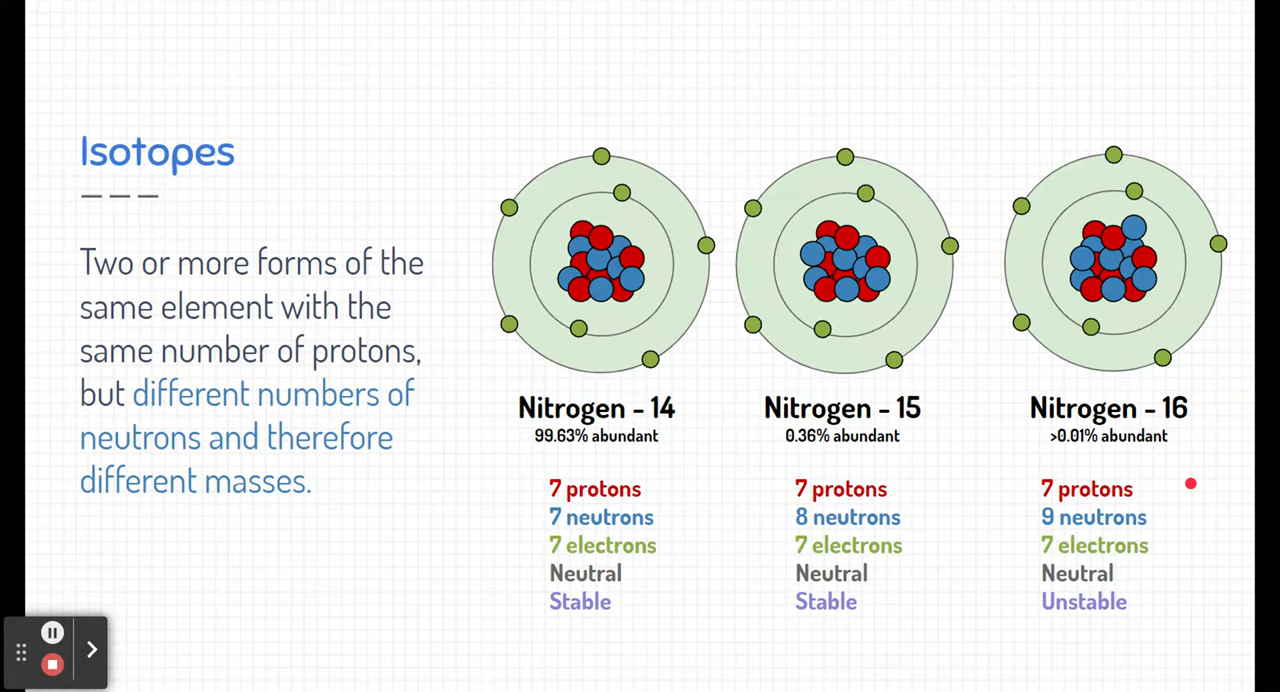 Isotopes
Two or more forms of the
same element with the
same number of protons,
but different numbers of
neutrons and therefore
different masses.
Nitrogen - 14
99.63% abundant
7 protons
7 neutrons
7 electrons
Neutral
Stable
Nitrogen - 15
0.36% abundant
7 protons
8 neutrons
7 electrons
Neutral
Stable
Nitrogen - 16
>0.01% abundant
7 protons
9 neutrons
7 electrons
Neutral
Unstable